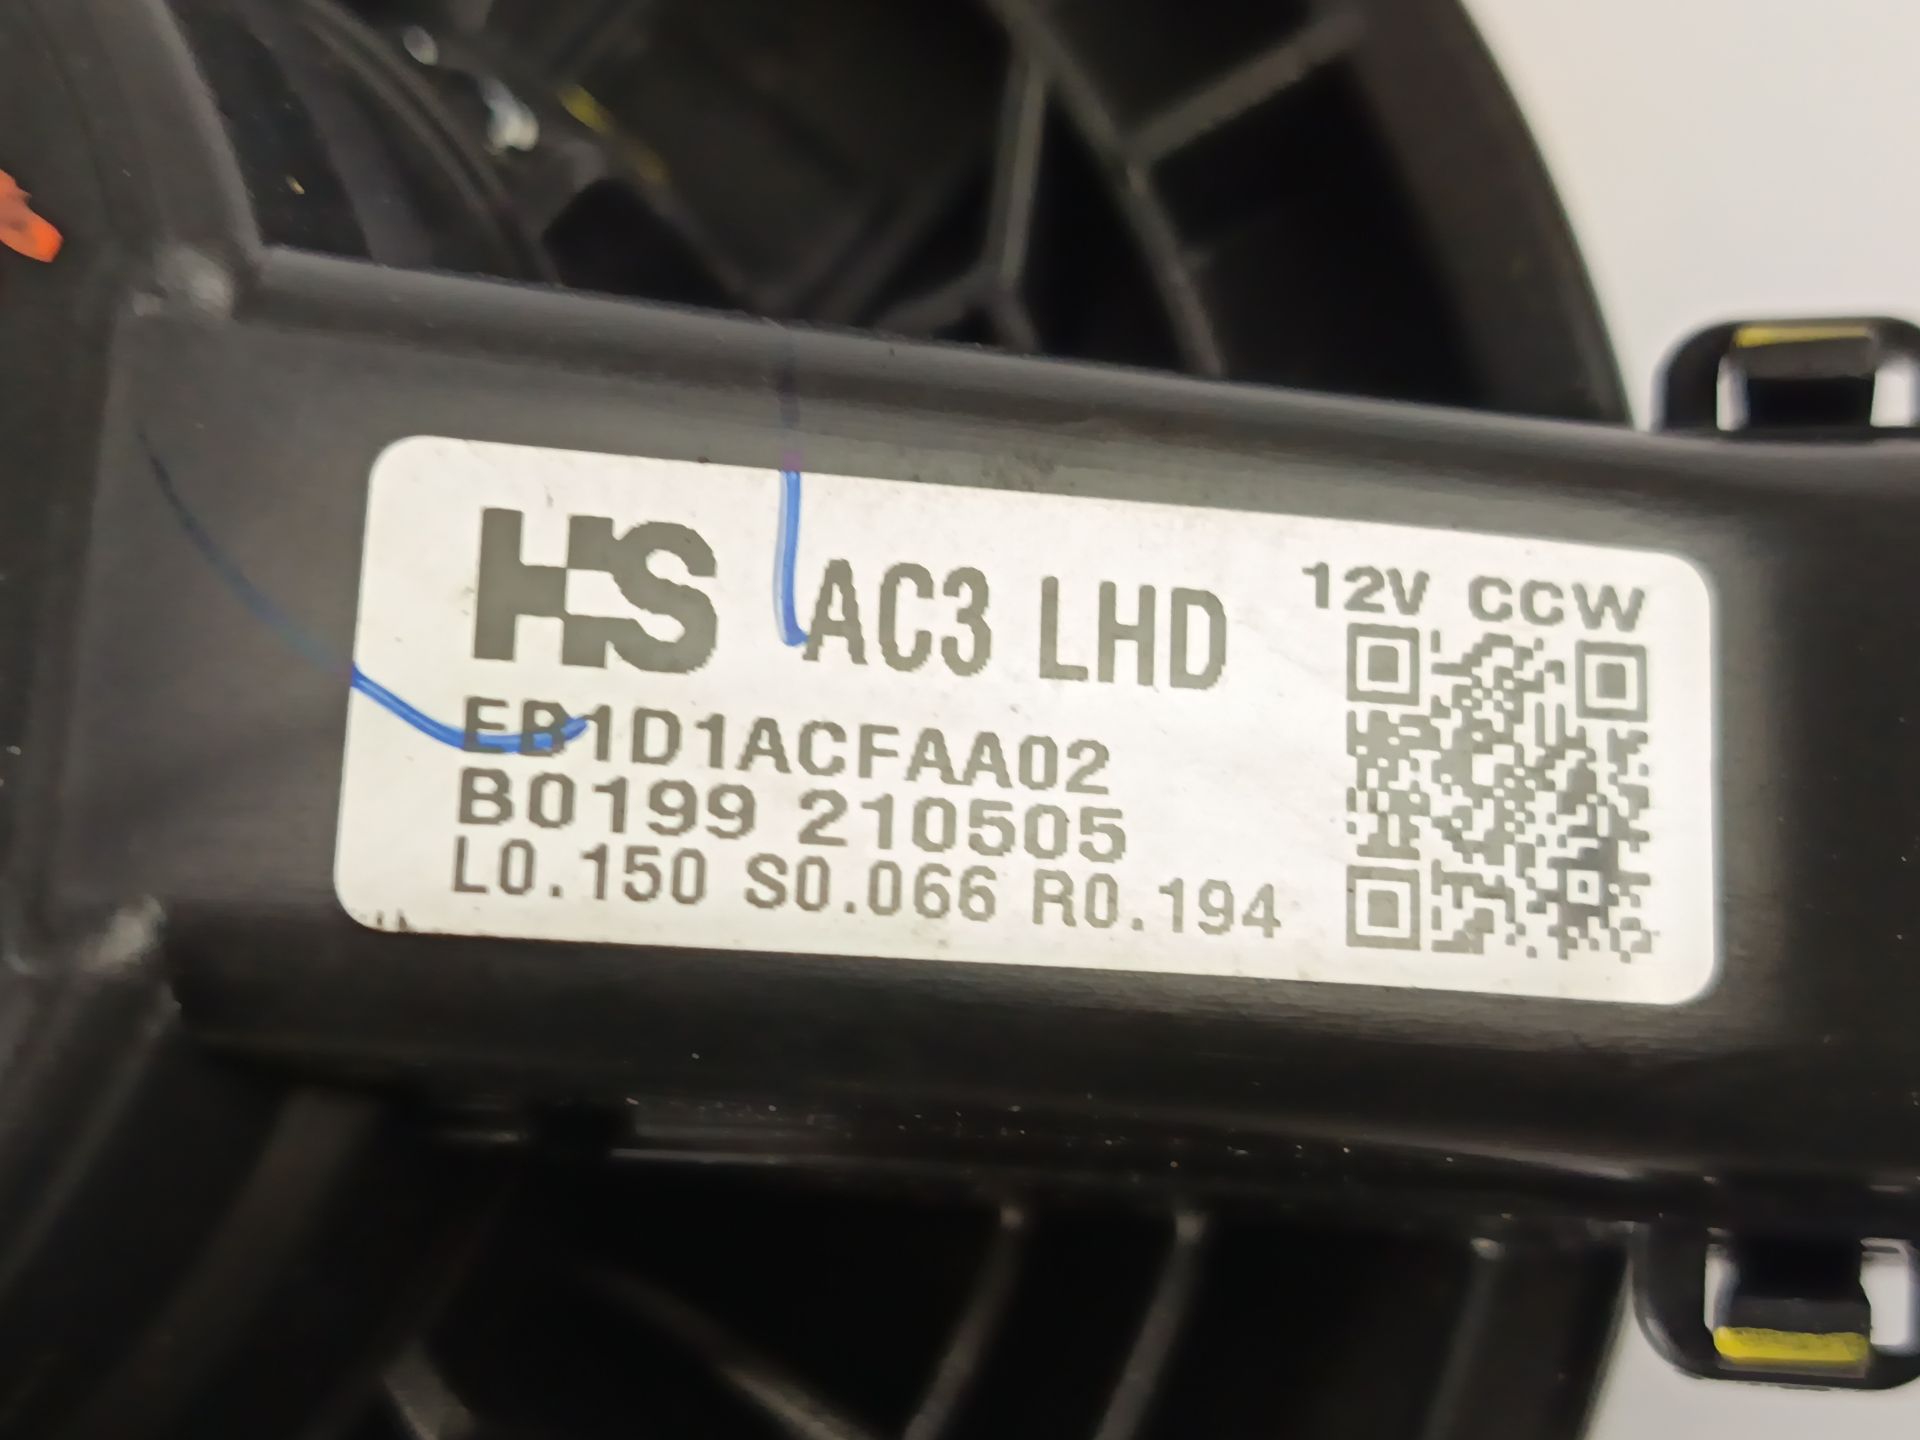 HS AC3 LHD
12V CCW
EB1D1ACFAA02
B0199 210505
L0.150 S0.066 R0.194